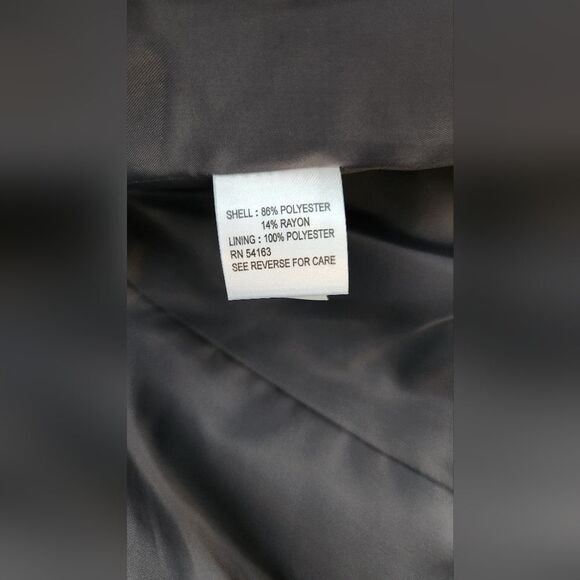 SHELL : 86% POLYESTER
14% RAYON
LINING : 100% POLYESTER
RN 54163
SEE REVERSE FOR CARE